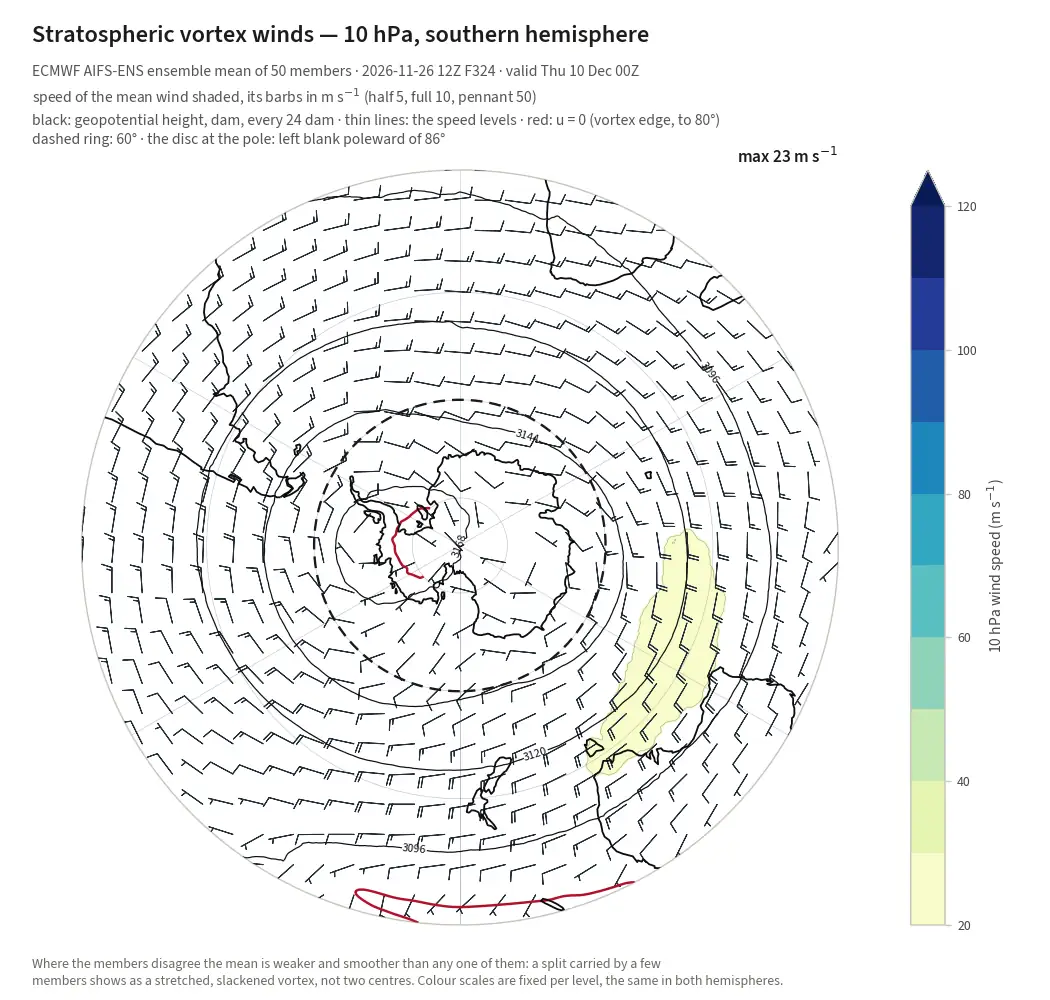 Stratospheric vortex winds — 10 hPa, southern hemisphere
ECMWF AIFS-ENS ensemble mean of 50 members · 2026-11-26 12Z F324 · valid Thu 10 Dec 00Z
speed of the mean wind shaded, its barbs in m s⁻¹ (half 5, full 10, pennant 50)
black: geopotential height, dam, every 24 dam · thin lines: the speed levels · red: u = 0 (vortex edge, to 80°)
dashed ring: 60° · the disc at the pole: left blank poleward of 86°
max 23 m s⁻¹
120
100
80
60
40
20
10 hPa wind speed (m s⁻¹)
3096
3144
3168
3120
3096
Where the members disagree the mean is weaker and smoother than any one of them: a split carried by a few
members shows as a stretched, slackened vortex, not two centres. Colour scales are fixed per level, the same in both hemispheres.